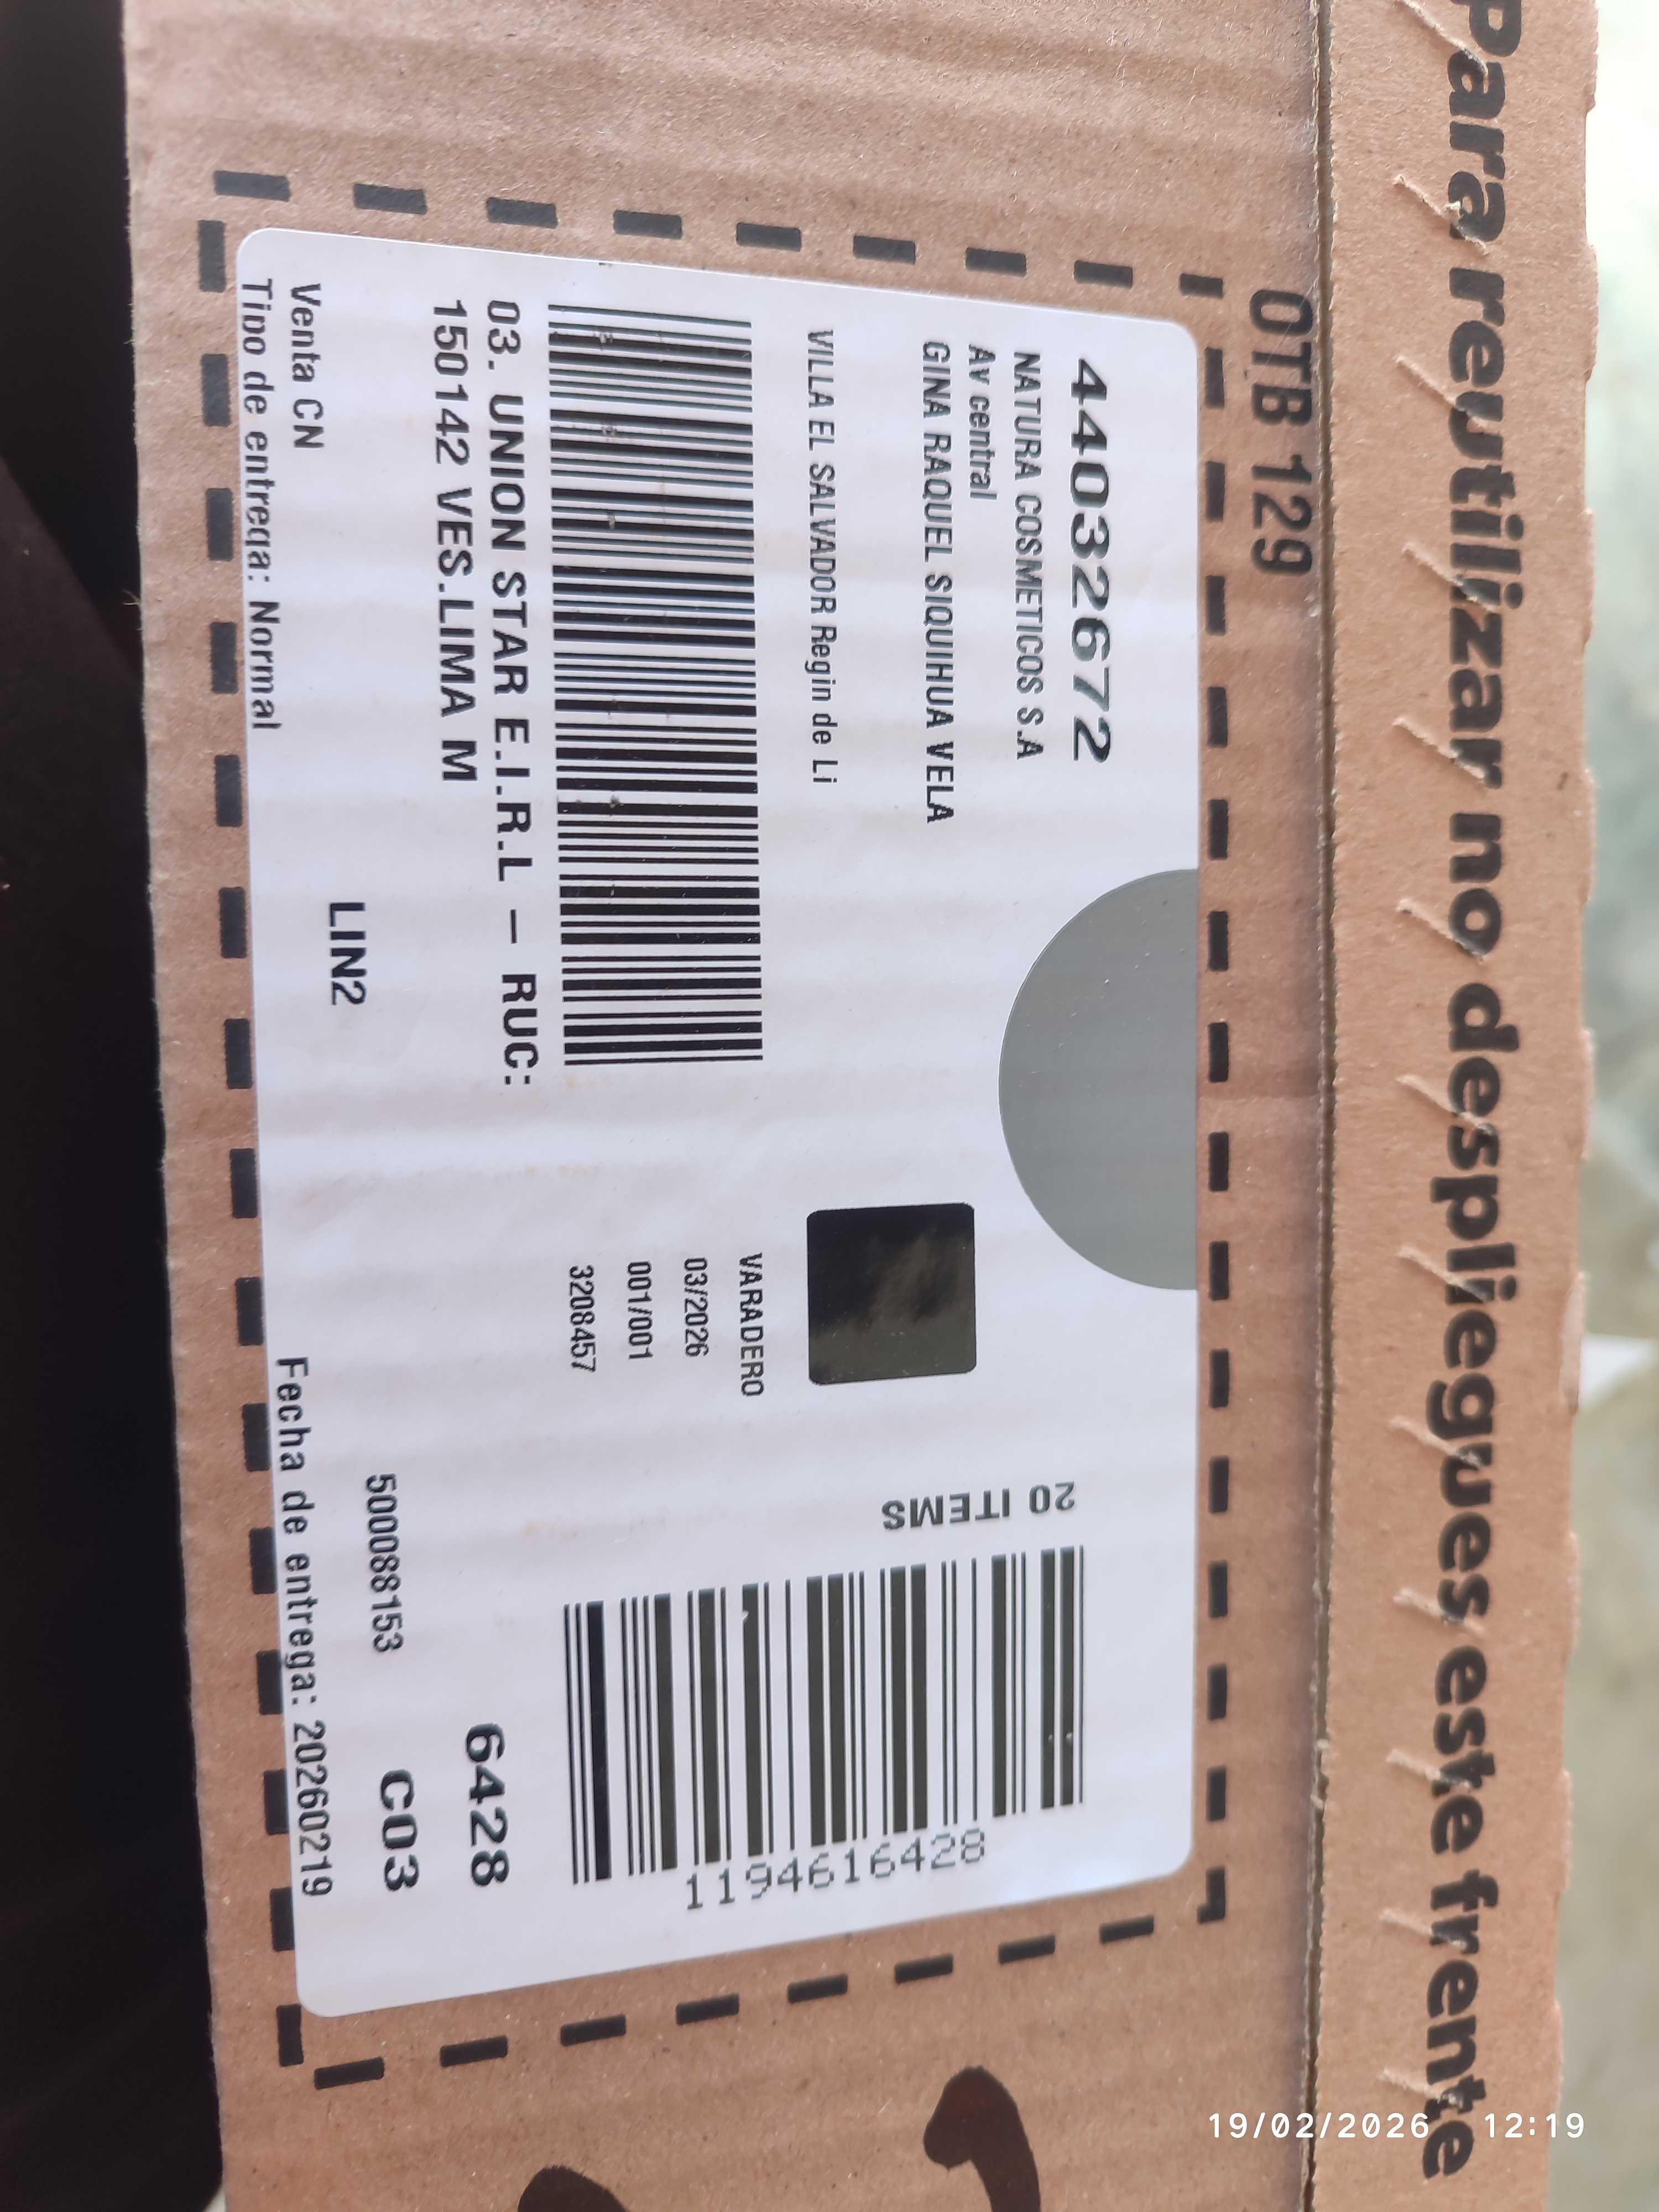 Para reutilizar no despliegues este frente
OTB 129
440326672
NATURA COSMETICOS S.A
Av central
GINA RAQUEL SIQUIHUA VELA
VILLA EL SALVADOR Regin de Li
03. UNION STAR E.I.R.L – RUC:
150142 VES.LIMA M
LIN2
Venta CN
Tipo de entrega: Normal
VARADERO
03/2026
001/001
3208457
20 ITEMS
1194616428
6428
500088153
C03
Fecha de entrega: 20260219
19/02/2026 12:19